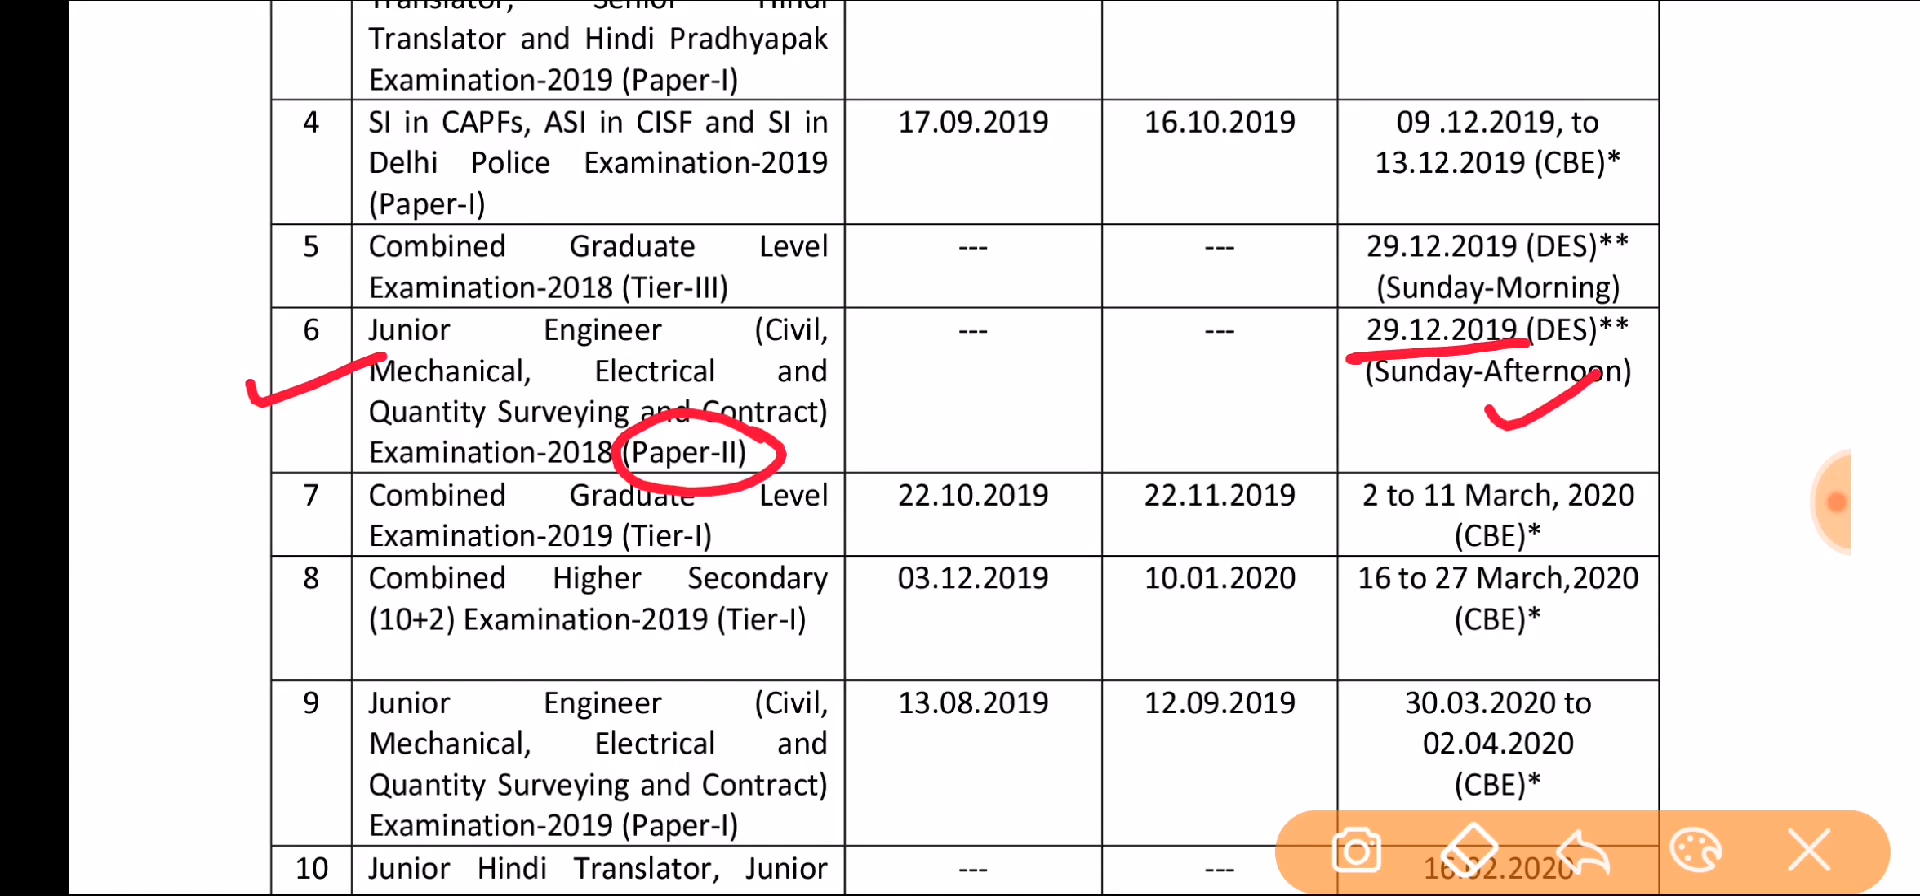 Translator, Senior Hindi
Translator and Hindi Pradhyapak
Examination-2019 (Paper-I)
4 SI in CAPFs, ASI in CISF and SI in 17.09.2019 16.10.2019 09 .12.2019, to
Delhi Police Examination-2019 13.12.2019 (CBE)*
(Paper-I)
5 Combined Graduate Level --- --- 29.12.2019 (DES)**
Examination-2018 (Tier-III) (Sunday-Morning)
6 Junior Engineer (Civil, --- --- 29.12.2019 (DES)**
Mechanical, Electrical and (Sunday-Afternoon)
Quantity Surveying and Contract)
Examination-2018 (Paper-II)
7 Combined Graduate Level 22.10.2019 22.11.2019 2 to 11 March, 2020
Examination-2019 (Tier-I) (CBE)*
8 Combined Higher Secondary 03.12.2019 10.01.2020 16 to 27 March,2020
(10+2) Examination-2019 (Tier-I) (CBE)*
9 Junior Engineer (Civil, 13.08.2019 12.09.2019 30.03.2020 to
Mechanical, Electrical and 02.04.2020
Quantity Surveying and Contract) (CBE)*
Examination-2019 (Paper-I)
10 Junior Hindi Translator, Junior --- --- 16.02.2020